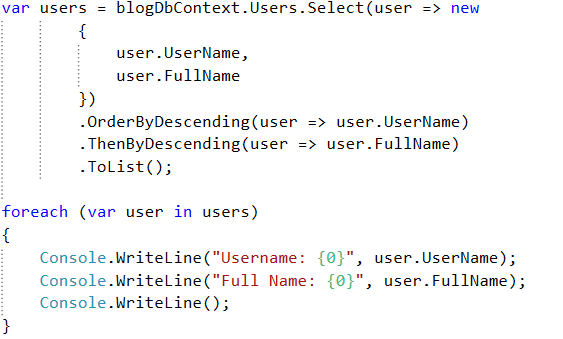 var users = blogDbContext.Users.Select(user => new
{
user.UserName,
user.FullName
})
.OrderByDescending(user => user.UserName)
.ThenByDescending(user => user.FullName)
.ToList();
foreach (var user in users)
{
Console.WriteLine("Username: {0}", user.UserName);
Console.WriteLine("Full Name: {0}", user.FullName);
Console.WriteLine();
}